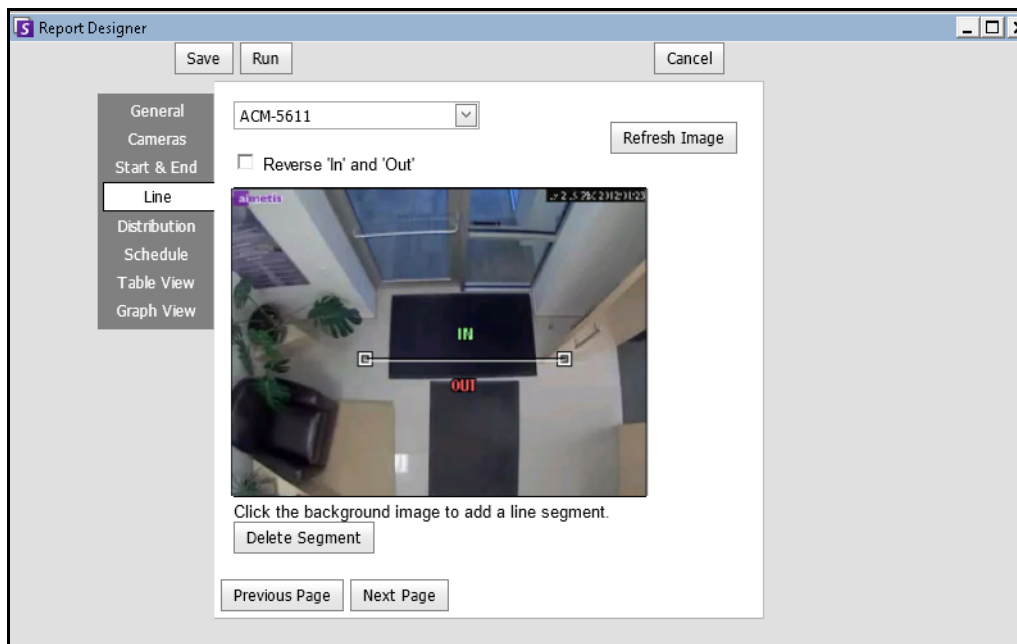 Report Designer
Save
Run
Cancel
General
Cameras
Start & End
Line
Distribution
Schedule
Table View
Graph View
ACM-5611
Refresh Image
Reverse 'In' and 'Out'
aimetis
IN
OUT
Click the background image to add a line segment.
Delete Segment
Previous Page
Next Page